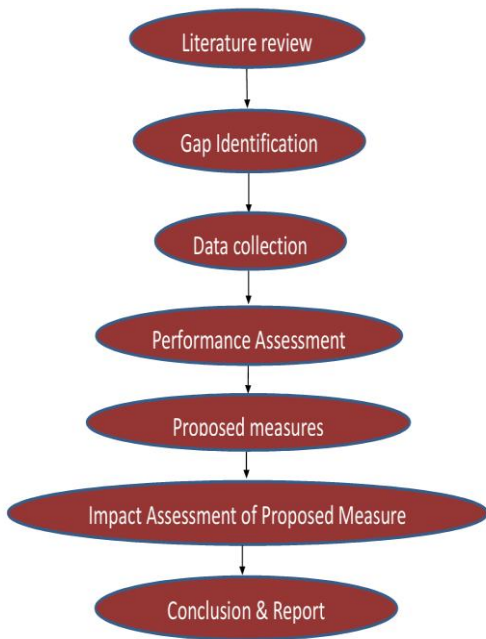 Literature review
Gap Identification
Data collection
Performance Assessment
Proposed measures
Impact Assessment of Proposed Measure
Conclusion & Report